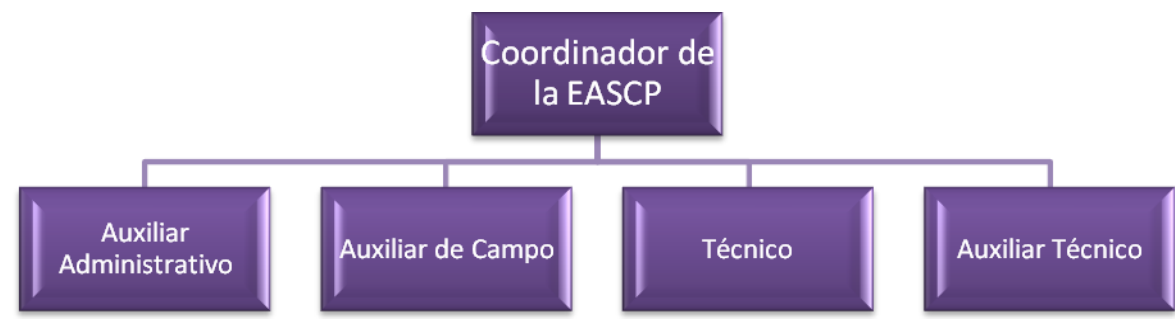 Coordinador de
la EASCP
Auxiliar
Administrativo
Auxiliar de Campo
Técnico
Auxiliar Técnico